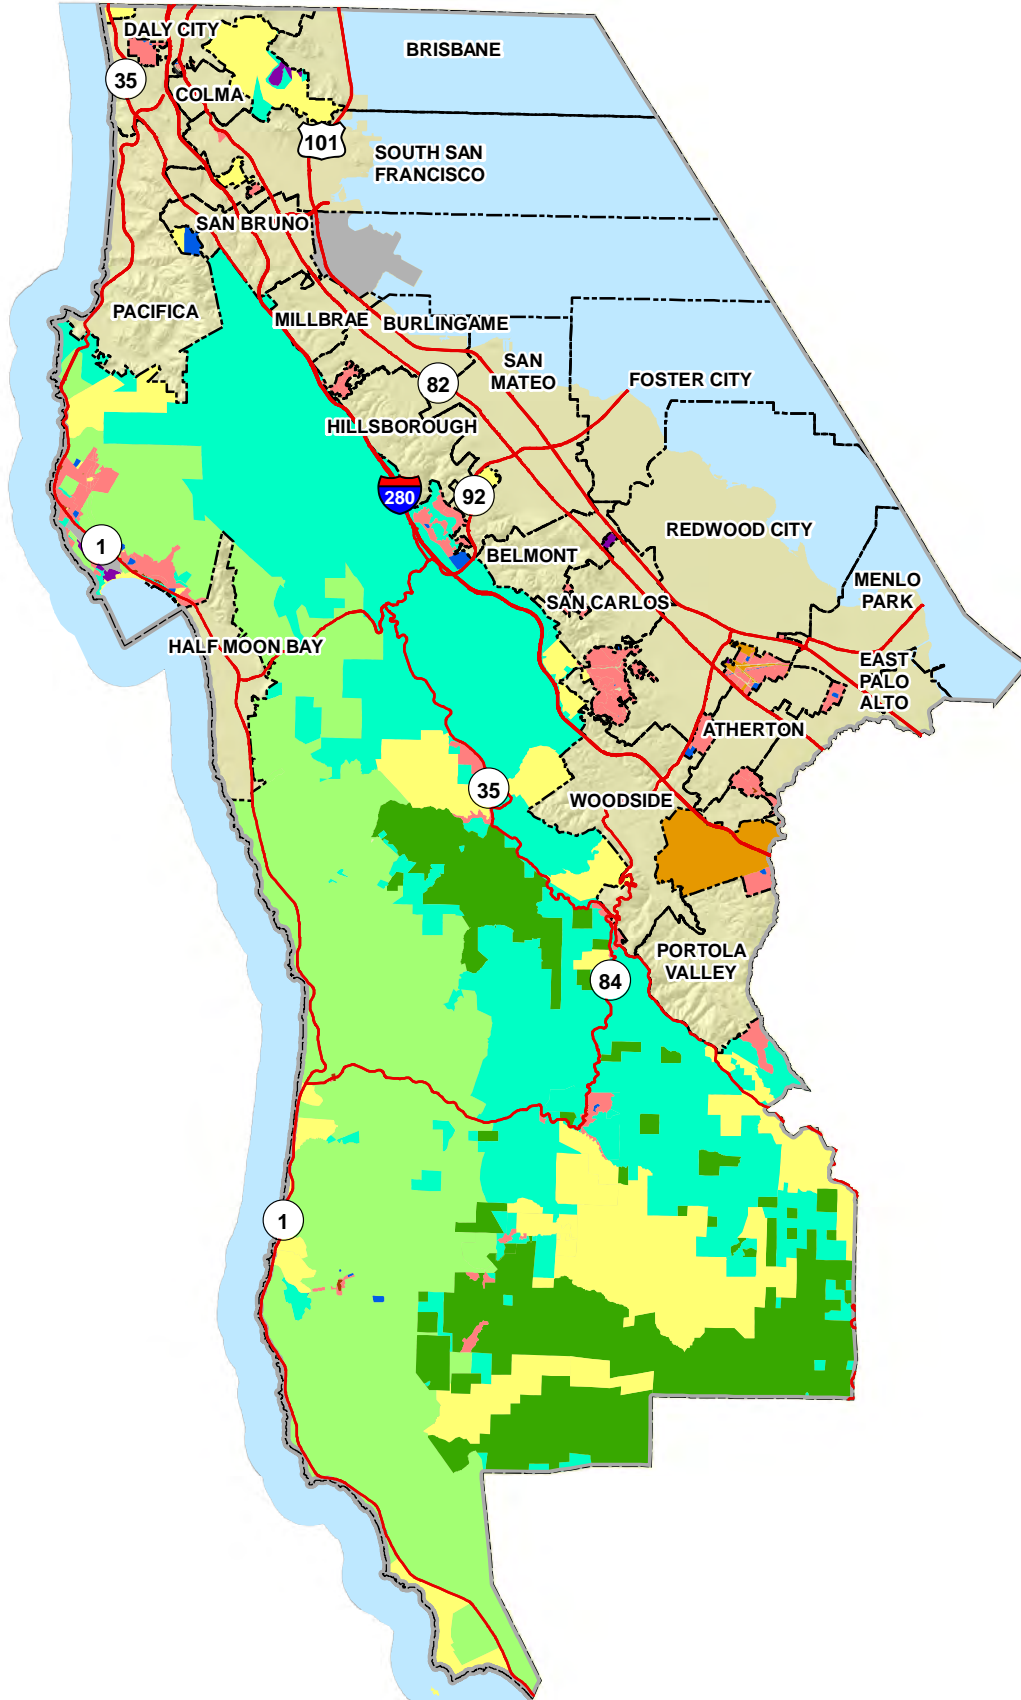 DALY CITY
BRISBANE
35
COLMA
101
SOUTH SAN
FRANCISCO
SAN BRUNO
PACIFICA
MILLBRAE
BURLINGAME
SAN
MATEO
82
FOSTER CITY
HILLSBOROUGH
280
92
REDWOOD CITY
1
BELMONT
MENLO
PARK
SAN CARLOS
HALF MOON BAY
EAST
PALO
ALTO
ATHERTON
35
WOODSIDE
PORTOLA
VALLEY
84
1